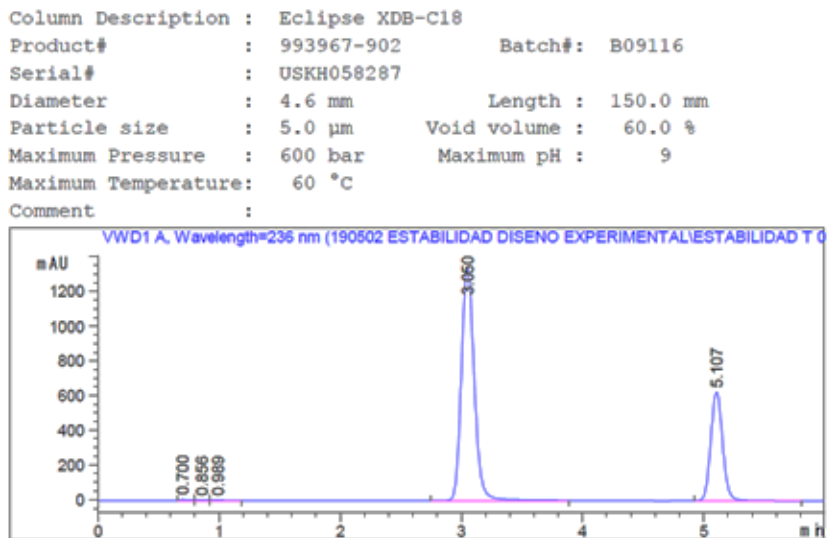 Column Description : Eclipse XDB-C18
Product# : 993967-902 Batch#: B09116
Serial# : USKH058287
Diameter : 4.6 mm Length : 150.0 mm
Particle size : 5.0 µm Void volume : 60.0 %
Maximum Pressure : 600 bar Maximum pH : 9
Maximum Temperature: 60 °C
Comment :
VWD1 A, Wavelength=236 nm (190502 ESTABILIDAD DISENO EXPERIMENTAL\ESTABILIDAD T 0
mAU
1200
1000
800
600
400
200
0
0.700
0.856
0.989
3.050
5.107
0 1 2 3 4 5 min